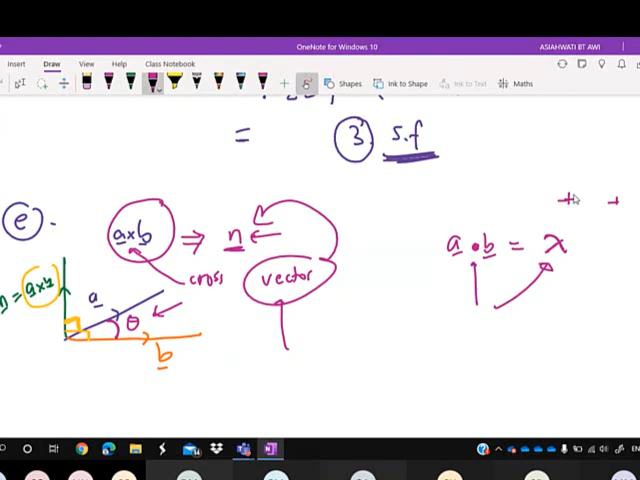 OneNote for Windows 10
ASIAHWATI BT AWI
Insert Draw View Help Class Notebook
Shapes Ink to Shape Ink to Text Maths
= 3 s.f
e
a×b ⇒ n
a • b = λ
cross
vector
n = a×b
a
θ
b